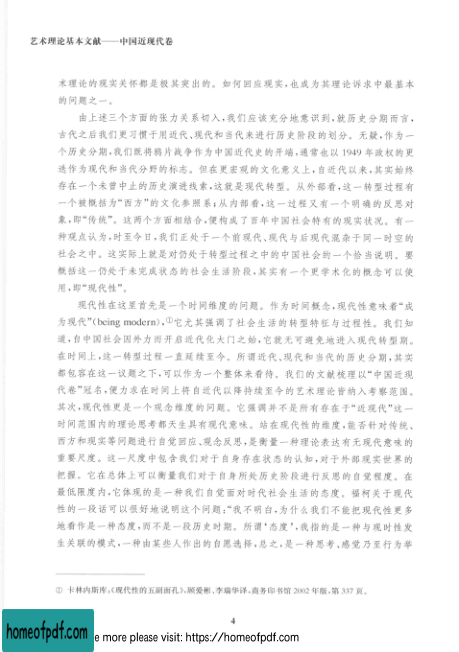 艺术理论基本文献——中国近现代卷
术理论的现实关怀都是极其突出的。如何回应现实,也成为其理论诉求中最基本
的问题之一。
由上述三个方面的张力关系切入,我们应该充分地意识到,就历史分期而言,
古代之后我们更习惯于用近代、现代和当代来进行历史阶段的划分。无疑,作为一
个历史分期,我们既将鸦片战争作为中国近代史的开端,通常也以 1949 年政权的更
迭作为现代和当代分野的标志。但在更宏观的文化意义上,自近代以来,其实始终
存在一个未曾中止的历史演进线索,这就是现代转型。从外部看,这一转型过程有
一个被概括为“西方”的文化参照系;从内部看,这一过程又有一个明确的反思对
象,即“传统”。这两个方面相结合,便构成了百年中国社会特有的现实状况。有一
种观点认为,时至今日,我们正处于一个前现代、现代与后现代混杂于同一时空的
社会之中。这实际上就是对仍处于转型过程之中的中国社会的一个恰当说明。要
概括这一仍处于未完成状态的社会生活阶段,其实有一个更学术化的概念可以使
用,即“现代性”。
现代性在这里首先是一个时间维度的问题。作为时间概念,现代性意味着“成
为现代”(being modern),①它尤其强调了社会生活的转型特征与过程性。我们知
道,自中国社会因外力而开启近代化大门之始,它就无可避免地进入现代转型期。
在时间上,这一转型过程一直延续至今。所谓近代、现代和当代的历史分期,其实
都包容在这一议题之下,可以作为一个整体来看待。我们的文献梳理以“中国近现
代卷”冠名,便力求在时间上将自近代以降持续至今的艺术理论皆纳入考察范围。
其次,现代性更是一个观念维度的问题。它强调并不是所有存在于“近现代”这一
时间范围内的理论思考都天生具有现代意味。站在现代性的维度,能否针对传统、
西方和现实等问题进行自觉回应、观念反思,是衡量一种理论表达有无现代意味的
重要尺度。这一尺度中包含我们对于自身存在状态的认知,对于外部现实世界的
把握。它在总体上可以衡量我们对于自身所处历史阶段进行反思的自觉程度。在
最低限度内,它体现的是一种我们自觉面对时代社会生活的态度。福柯关于现代
性的一段话可以很好地说明这个问题:“我不明白,为什么我们不能把现代性更多
地看作是一种态度,而不是一段历史时期。所谓‘态度’,我指的是一种与现时性发
生关联的模式,一种由某些人作出的自愿选择,总之,是一种思考、感觉乃至行为举
① 卡林内斯库:《现代性的五副面孔》,顾爱彬、李瑞华译,商务印书馆 2002 年版,第 337 页。
4
homeofpdf.com
e more please visit: https://homeofpdf.com